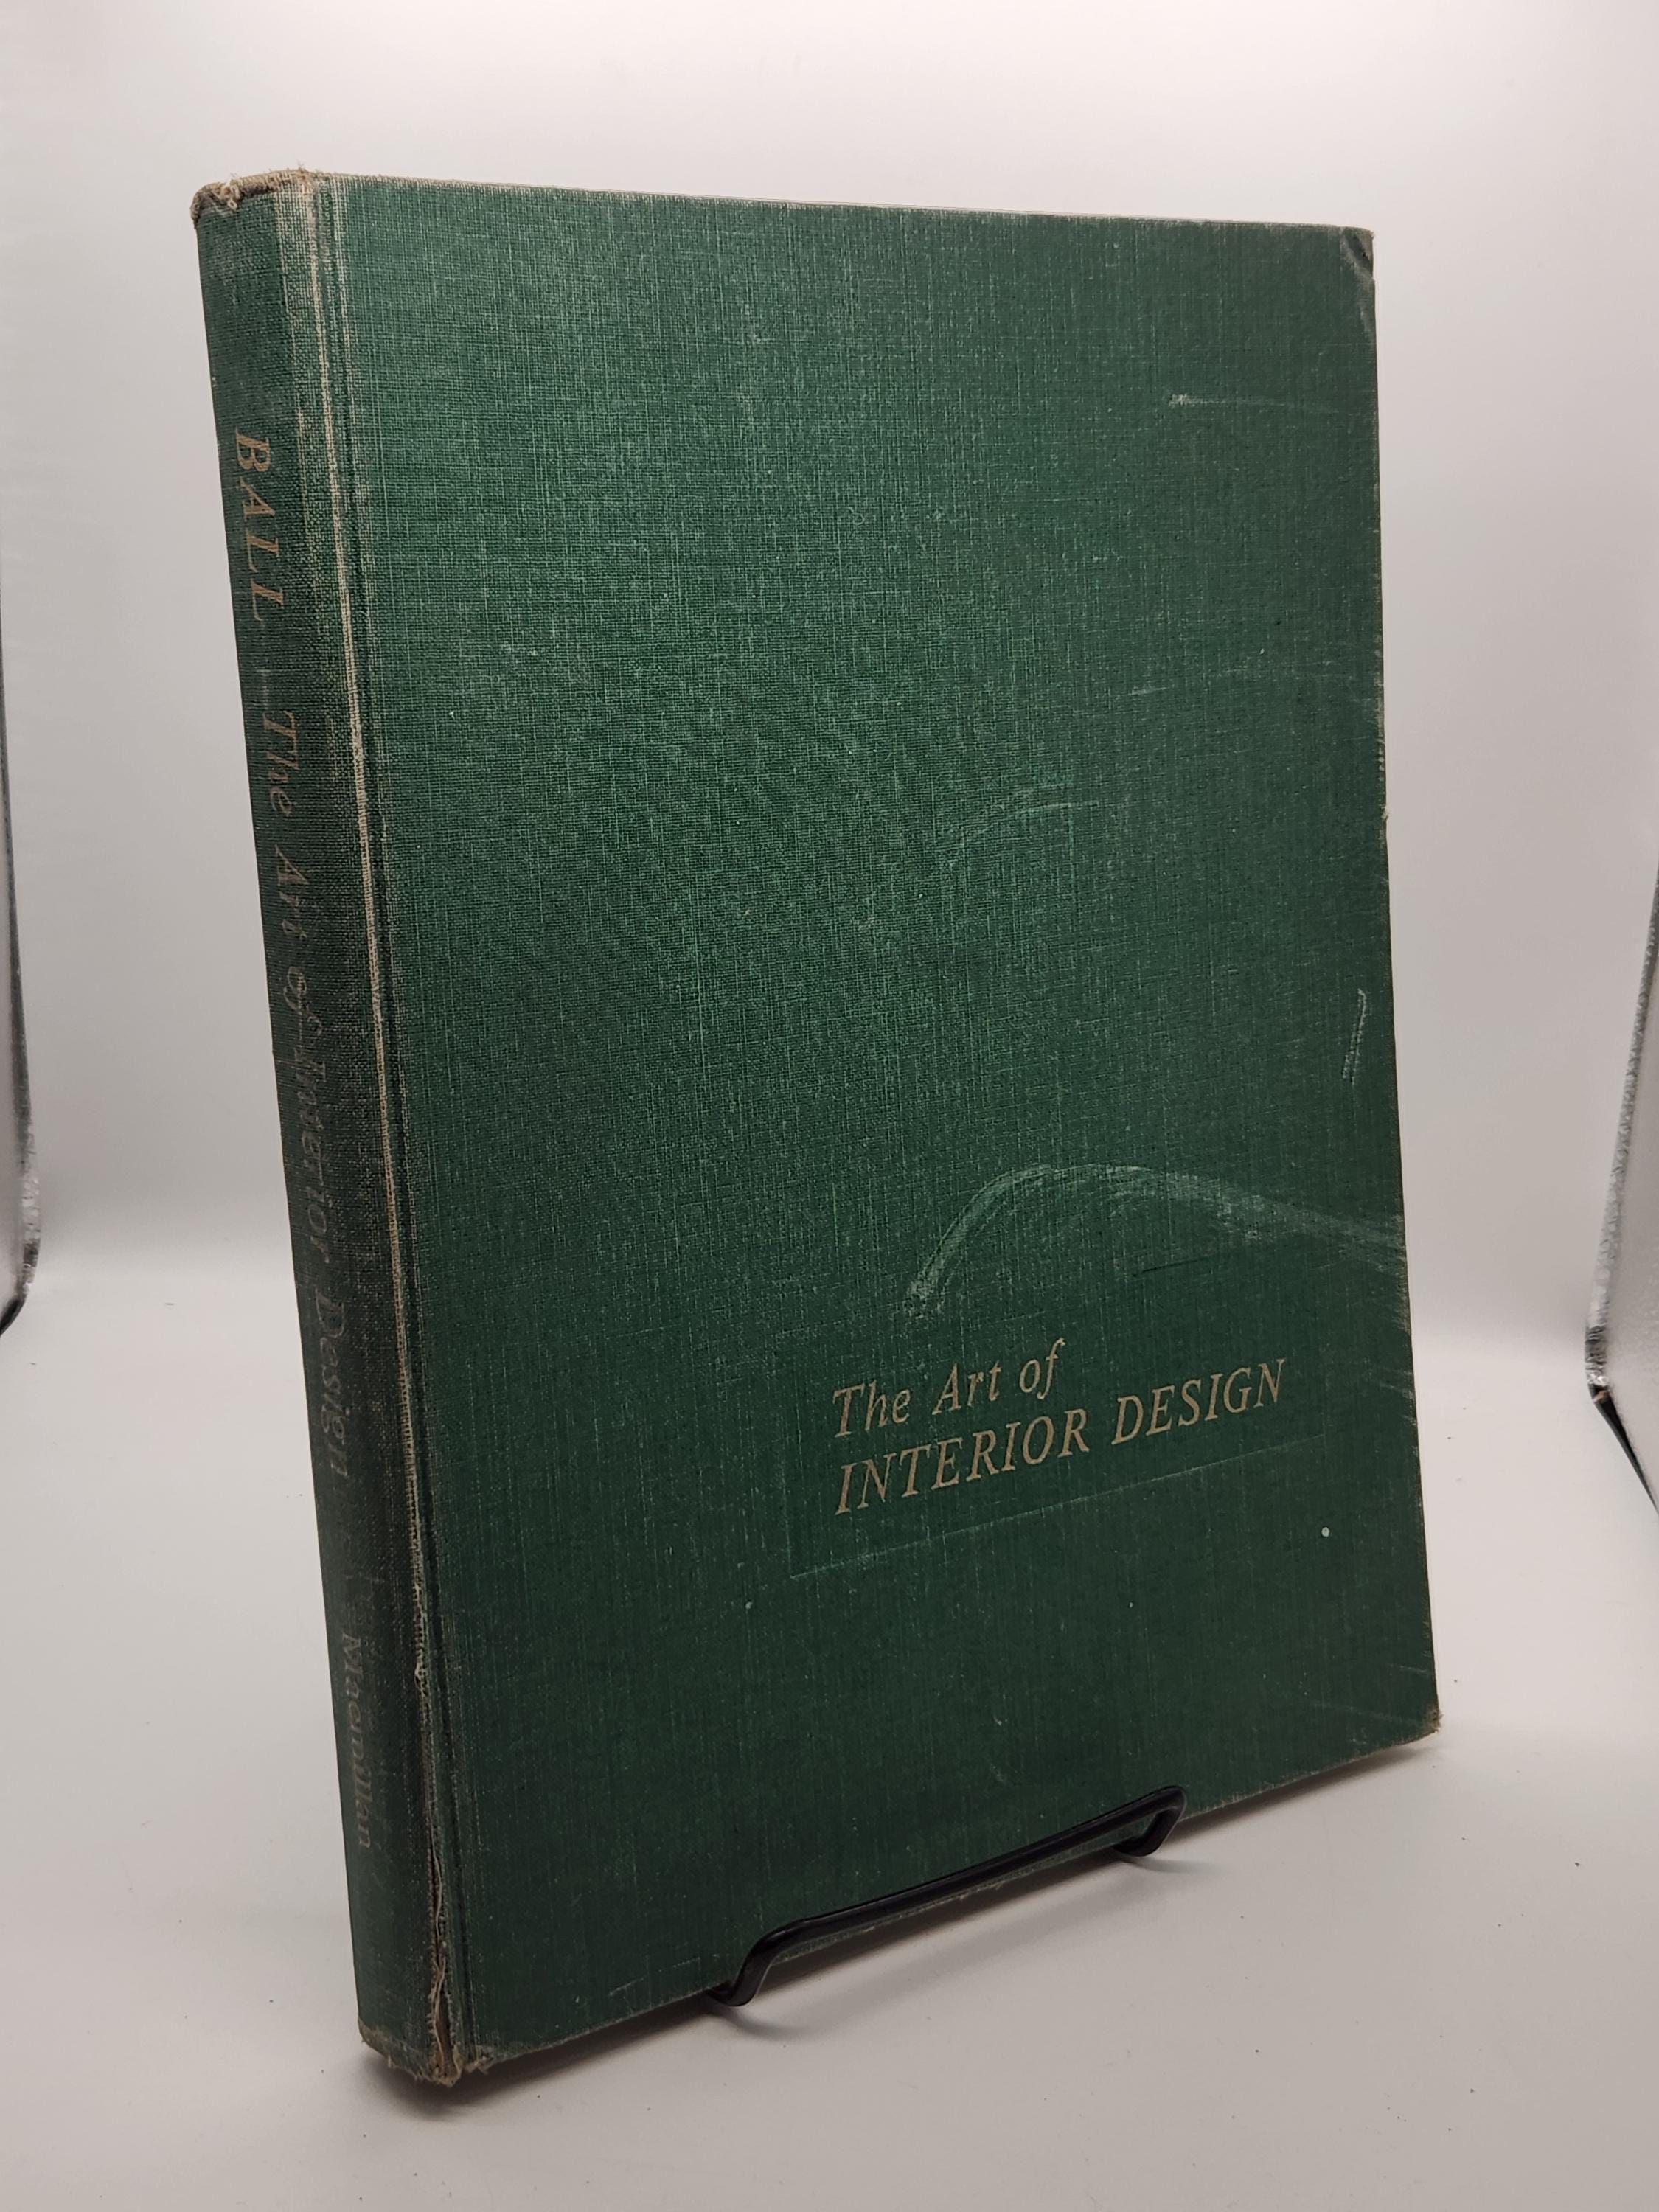 BALL The Art of Interior Design Macmillan
The Art of
INTERIOR DESIGN